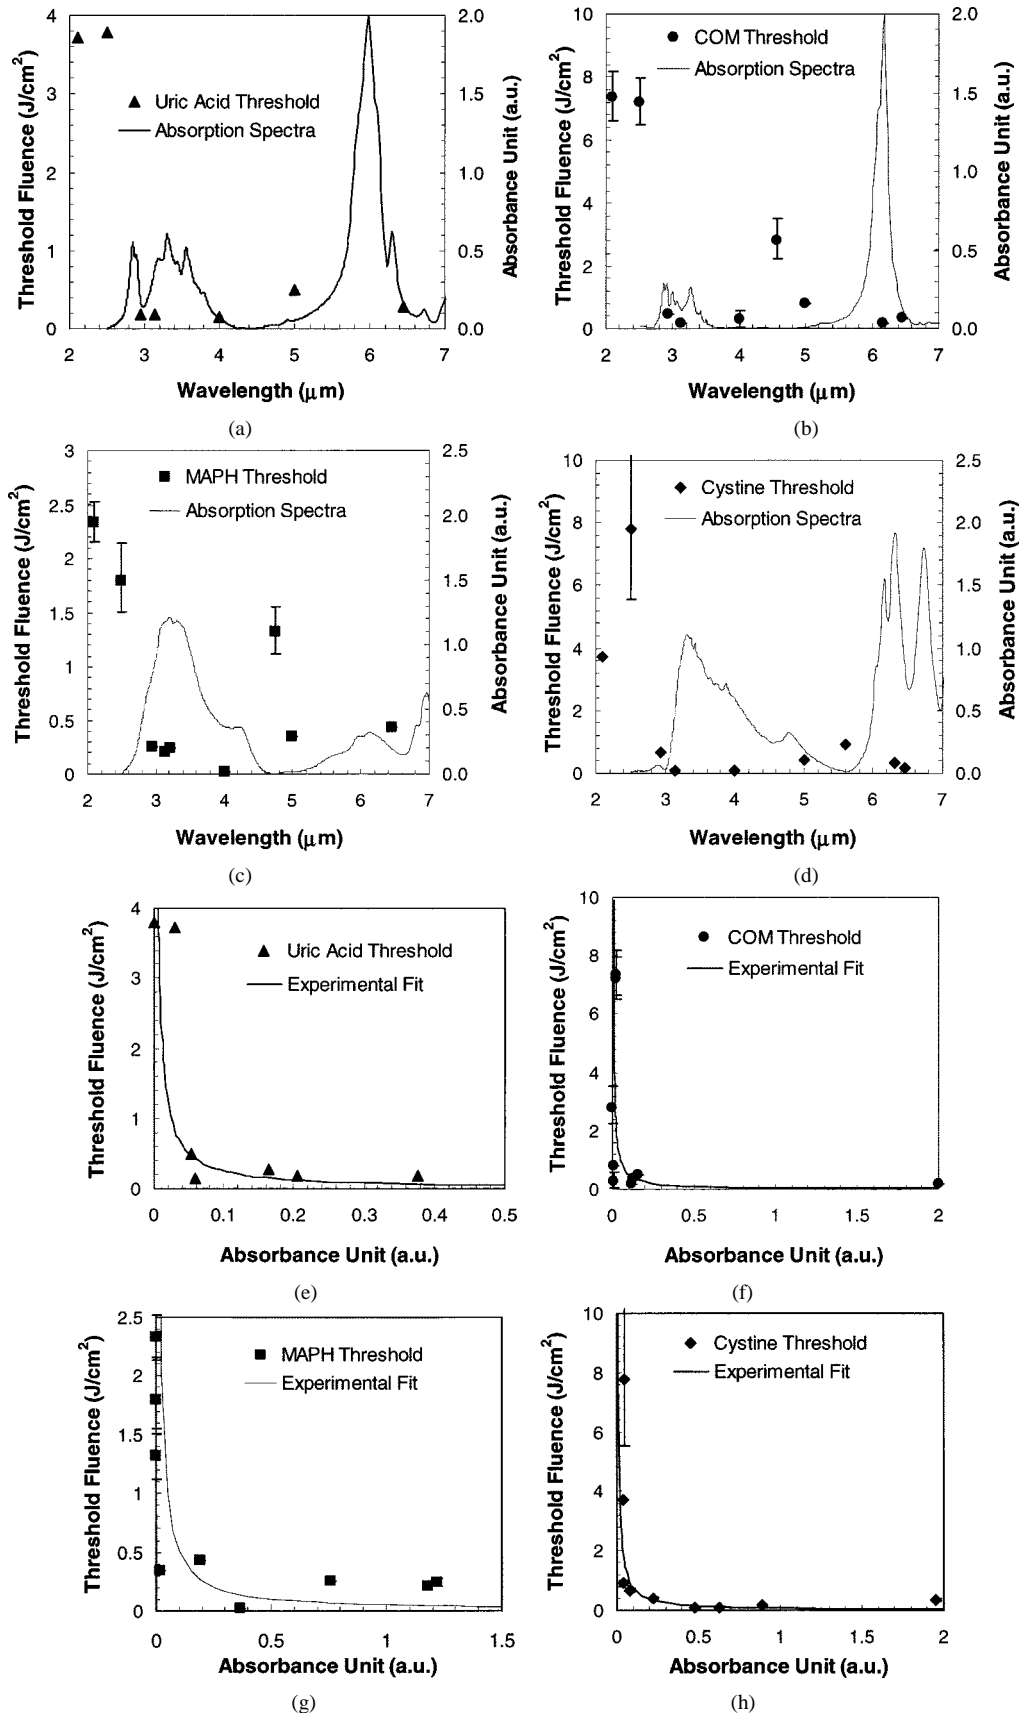 4
3
2
1
0
Threshold Fluence (J/cm²)
Uric Acid Threshold
Absorption Spectra
2.0
1.5
1.0
0.5
0.0
Absorbance Unit (a.u.)
2 3 4 5 6 7
Wavelength (μm)
(a)
10
8
6
4
2
0
Threshold Fluence (J/cm²)
COM Threshold
Absorption Spectra
2.0
1.5
1.0
0.5
0.0
Absorbance Unit (a.u.)
2 3 4 5 6 7
Wavelength (μm)
(b)
3
2.5
2
1.5
1
0.5
0
Threshold Fluence (J/cm²)
MAPH Threshold
Absorption Spectra
2.5
2.0
1.5
1.0
0.5
0.0
Absorbance Unit (a.u.)
2 3 4 5 6 7
Wavelength (μm)
(c)
10
8
6
4
2
0
Threshold Fluence (J/cm²)
Cystine Threshold
Absorption Spectra
2.5
2.0
1.5
1.0
0.5
0.0
Absorbance Unit (a.u.)
2 3 4 5 6 7
Wavelength (μm)
(d)
4
3
2
1
0
Threshold Fluence (J/cm²)
Uric Acid Threshold
Experimental Fit
0 0.1 0.2 0.3 0.4 0.5
Absorbance Unit (a.u.)
(e)
10
8
6
4
2
0
Threshold Fluence (J/cm²)
COM Threshold
Experimental Fit
0 0.5 1 1.5 2
Absorbance Unit (a.u.)
(f)
2.5
2
1.5
1
0.5
0
Threshold Fluence (J/cm²)
MAPH Threshold
Experimental Fit
0 0.5 1 1.5
Absorbance Unit (a.u.)
(g)
10
8
6
4
2
0
Threshold Fluence (J/cm²)
Cystine Threshold
Experimental Fit
0 0.5 1 1.5 2
Absorbance Unit (a.u.)
(h)